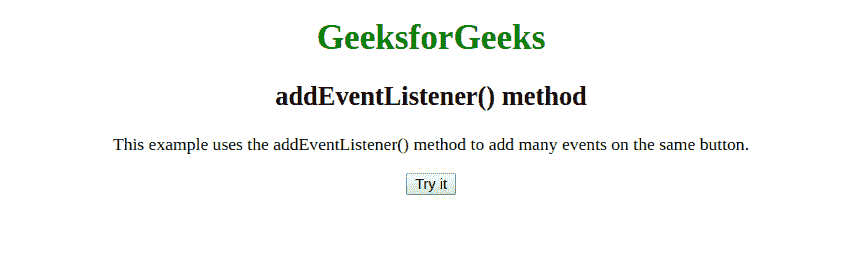 GeeksforGeeks
addEventListener() method
This example uses the addEventListener() method to add many events on the same button.
Try it